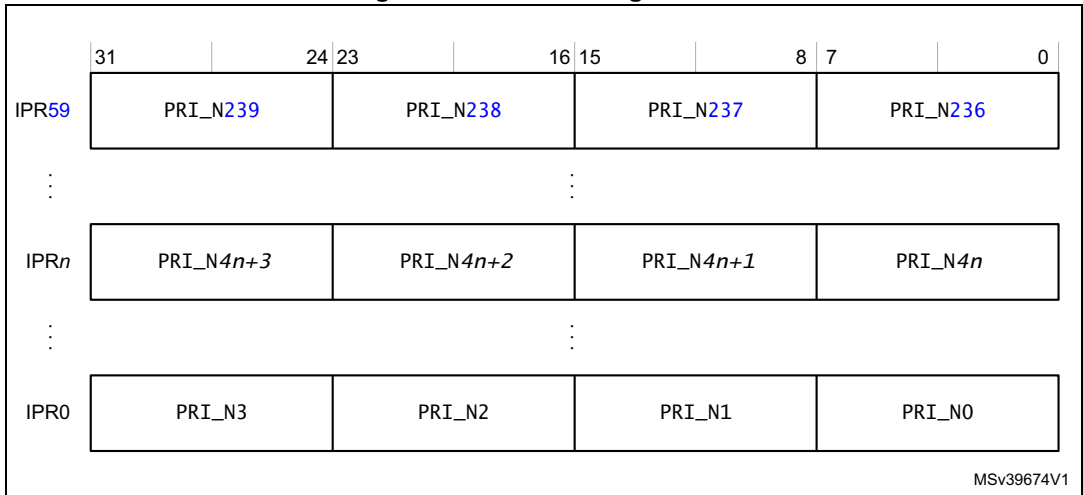 31 24 23 16 15 8 7 0
IPR59 PRI_N239 PRI_N238 PRI_N237 PRI_N236
IPRn PRI_N4n+3 PRI_N4n+2 PRI_N4n+1 PRI_N4n
IPR0 PRI_N3 PRI_N2 PRI_N1 PRI_N0
MSv39674V1